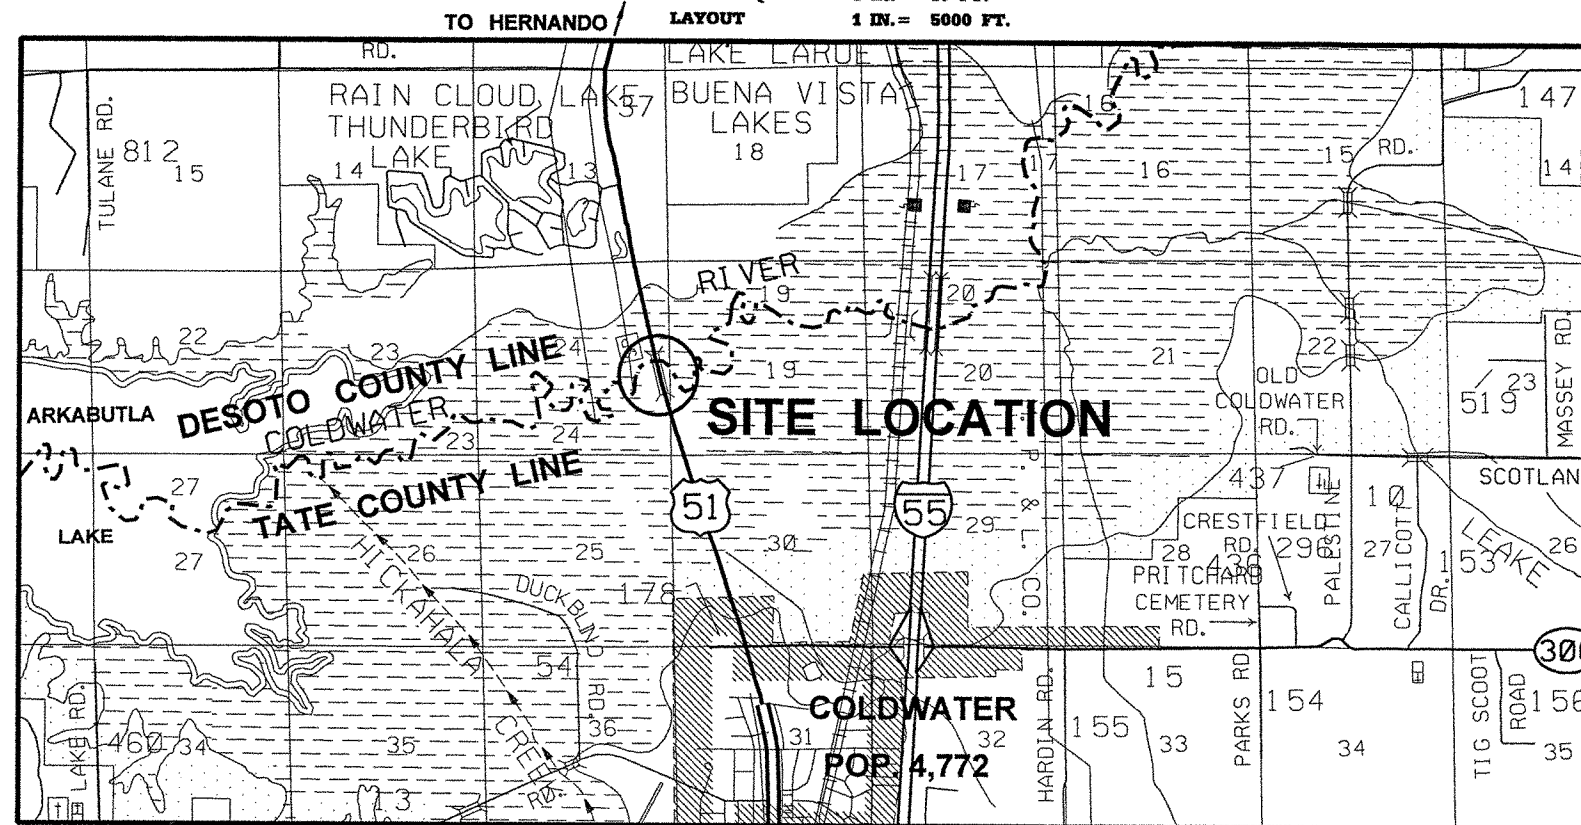 TO HERNANDO
LAYOUT 1 IN.= 5000 FT.
RD.
LAKE LARUE
RAIN CLOUD LAKE
37
BUENA VISTA
LAKES
18
THUNDERBIRD
LAKE
TULANE RD.
812
15
14
13
17
17
16
16
15
RD.
147
14
RIVER
19
20
22
23
24
19
20
21
22
23
519
MASSEY RD.
DESOTO COUNTY LINE
ARKABUTLA
COLDWATER
23
24
SITE LOCATION
OLD
COLDWATER
RD.
437
SCOTLAN
TATE COUNTY LINE
27
LAKE
27
51
55
29
30
P. & L. CO.
28
CRESTFIELD
RD.
296
436
PRITCHARD
CEMETERY
RD.
PALESTINE
10
27
CALLICOTT
DR.
153
LEAKE
26
HICKAHALA
CREEK
26
25
DUCK BLIND
RD.
178
54
36
COLDWATER
POP. 4,772
31
32
HARDIN RD.
155
15
33
PARKS RD
154
34
TIG SCOOT
ROAD
156
35
LAKE RD.
460
34
35
13
RD.